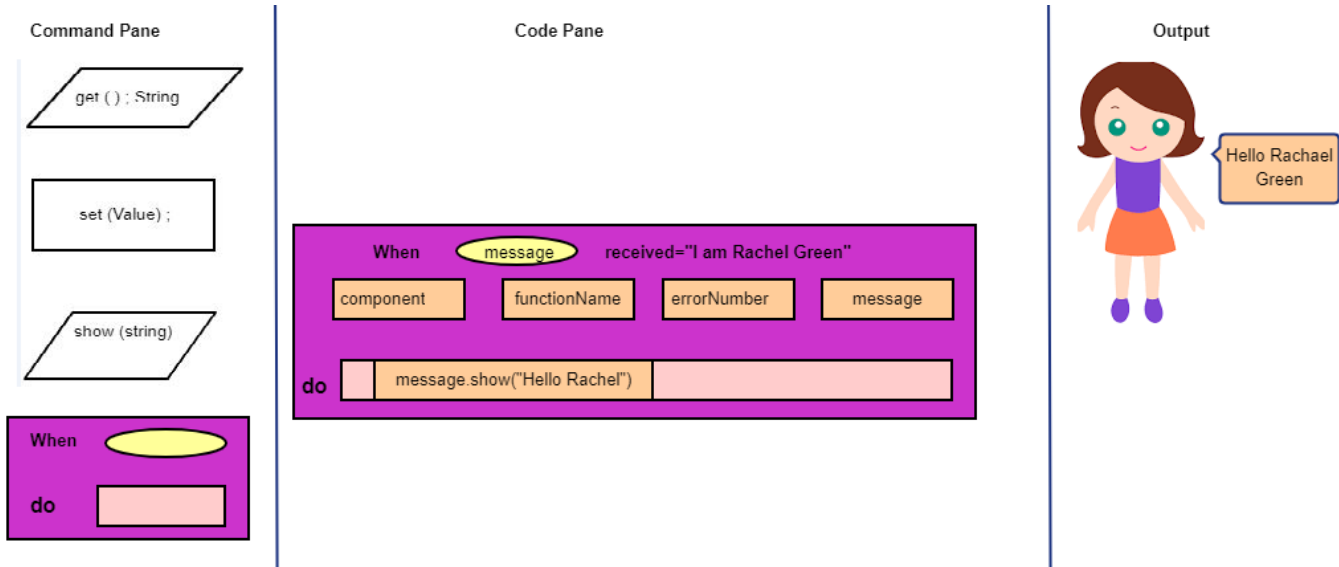 Command Pane
get ( ) ; String
set (Value) ;
show (string)
When
do
Code Pane
When message received="I am Rachel Green"
component functionName errorNumber message
do message.show("Hello Rachel")
Output
Hello Rachael
Green